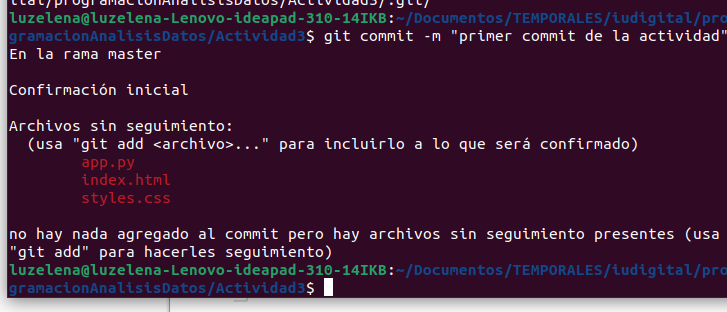 ital/programacionAnalisisDatos/Actividad3/.git/
luzelena@luzelena-Lenovo-ideapad-310-14IKB:~/Documentos/TEMPORALES/iudigital/pro
gramacionAnalisisDatos/Actividad3$ git commit -m "primer commit de la actividad"
En la rama master
Confirmación inicial
Archivos sin seguimiento:
(usa "git add <archivo>..." para incluirlo a lo que será confirmado)
app.py
index.html
styles.css
no hay nada agregado al commit pero hay archivos sin seguimiento presentes (usa
"git add" para hacerles seguimiento)
luzelena@luzelena-Lenovo-ideapad-310-14IKB:~/Documentos/TEMPORALES/iudigital/pro
gramacionAnalisisDatos/Actividad3$